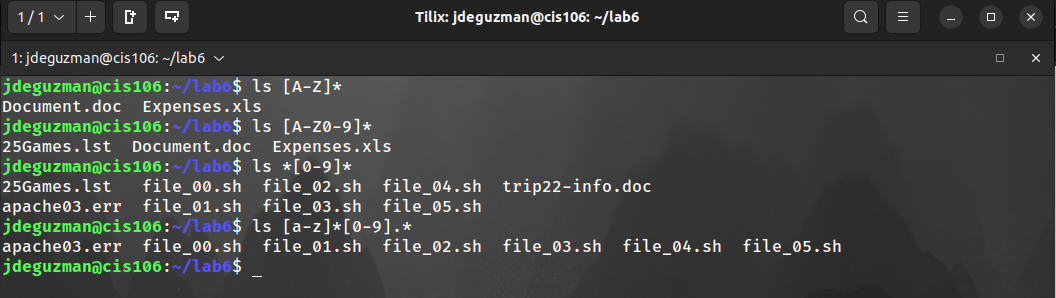 1 / 1
Tilix: jdeguzman@cis106: ~/lab6
1: jdeguzman@cis106: ~/lab6
jdeguzman@cis106:~/lab6$ ls [A-Z]*
Document.doc  Expenses.xls
jdeguzman@cis106:~/lab6$ ls [A-Z0-9]*
25Games.lst  Document.doc  Expenses.xls
jdeguzman@cis106:~/lab6$ ls *[0-9]*
25Games.lst   file_00.sh  file_02.sh  file_04.sh  trip22-info.doc
apache03.err  file_01.sh  file_03.sh  file_05.sh
jdeguzman@cis106:~/lab6$ ls [a-z]*[0-9].*
apache03.err  file_00.sh  file_01.sh  file_02.sh  file_03.sh  file_04.sh  file_05.sh
jdeguzman@cis106:~/lab6$ _